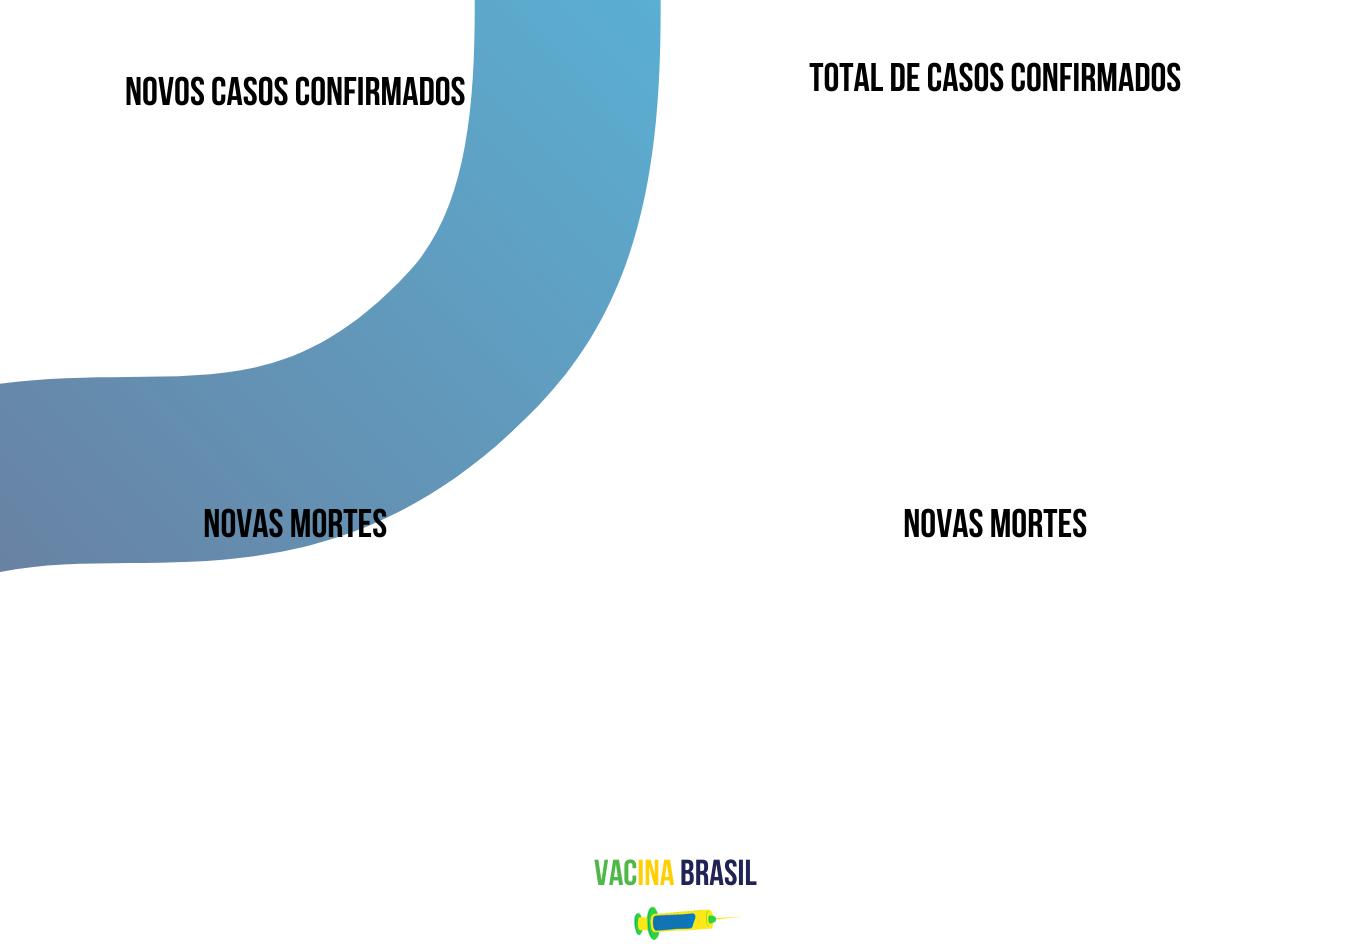 NOVOS CASOS CONFIRMADOS
TOTAL DE CASOS CONFIRMADOS
NOVAS MORTES
NOVAS MORTES
VACINA BRASIL